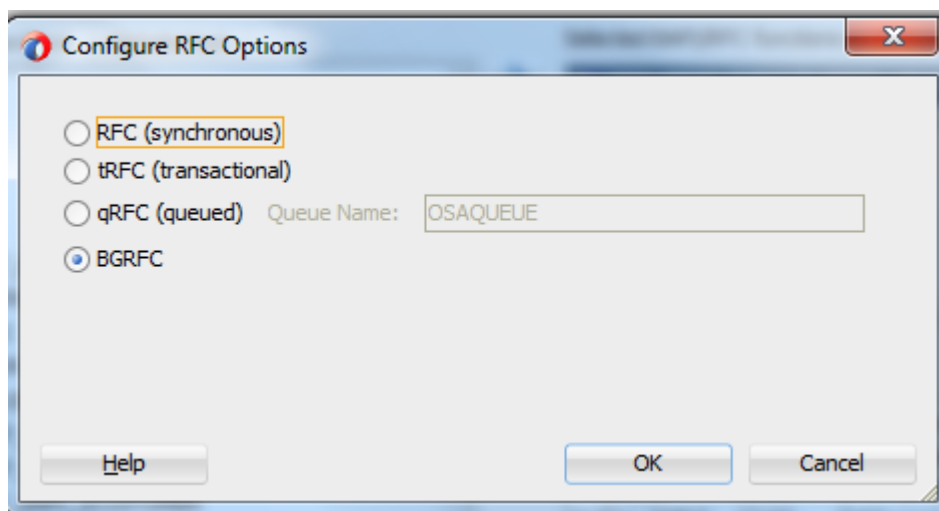 Configure RFC Options
RFC (synchronous)
tRFC (transactional)
qRFC (queued) Queue Name: OSAQUEUE
BGRFC
Help OK Cancel